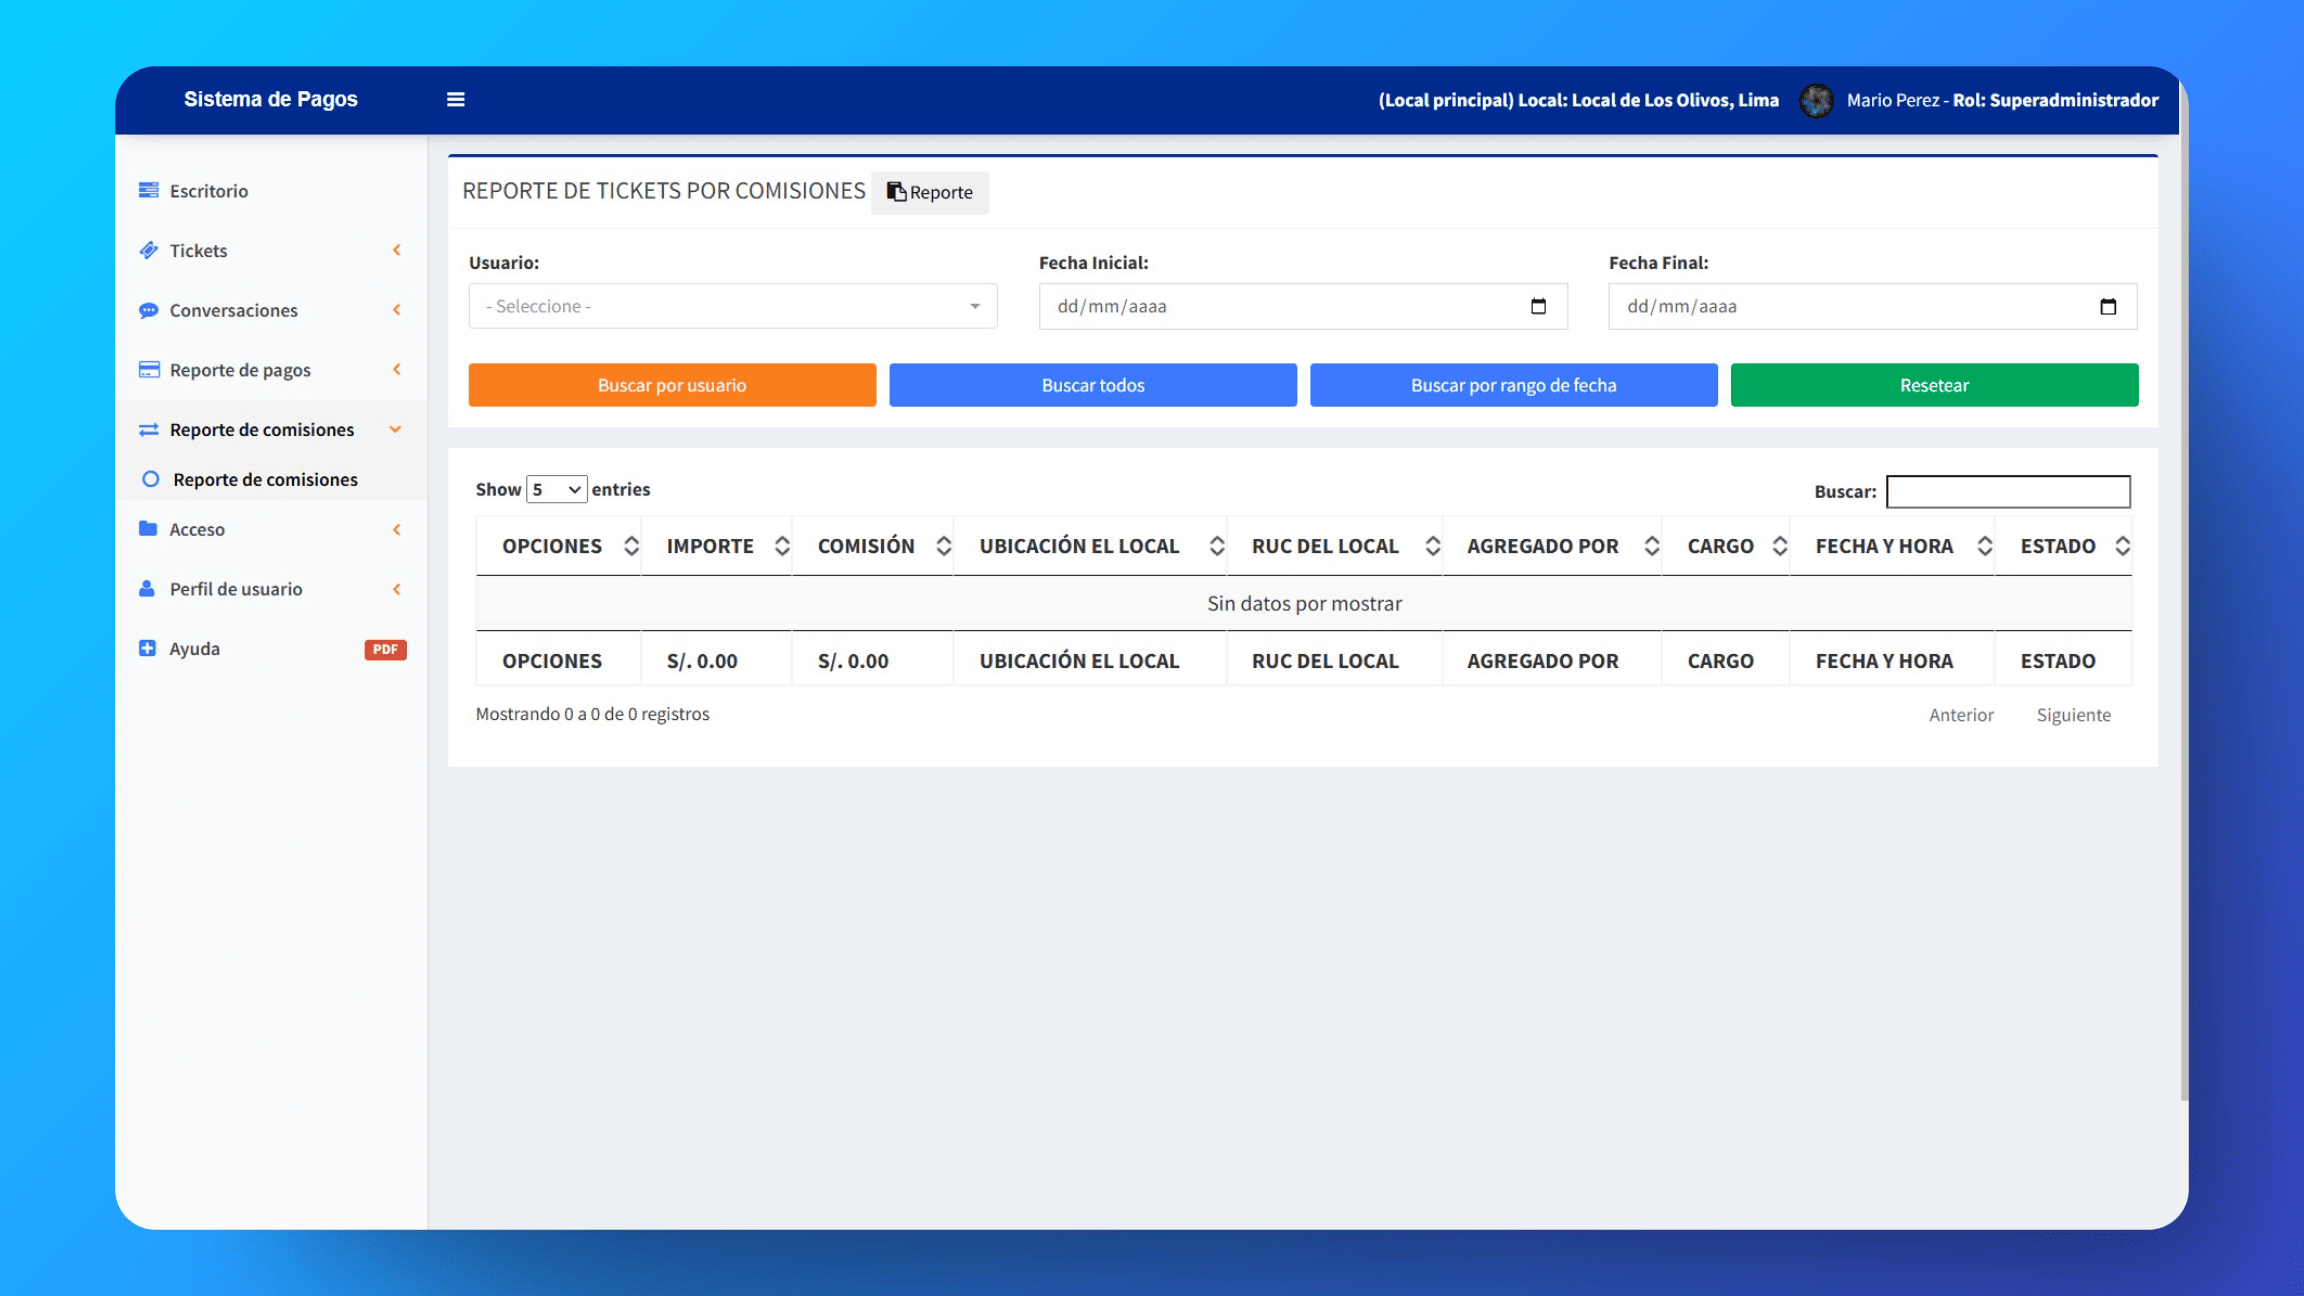 Sistema de Pagos
(Local principal) Local: Local de Los Olivos, Lima
Mario Perez - Rol: Superadministrador
Escritorio
Tickets
Conversaciones
Reporte de pagos
Reporte de comisiones
Reporte de comisiones
Acceso
Perfil de usuario
Ayuda PDF
REPORTE DE TICKETS POR COMISIONES Reporte
Usuario: Fecha Inicial: Fecha Final:
- Seleccione - dd/mm/aaaa dd/mm/aaaa
Buscar por usuario Buscar todos Buscar por rango de fecha Resetear
Show 5 entries Buscar:
OPCIONES IMPORTE COMISIÓN UBICACIÓN EL LOCAL RUC DEL LOCAL AGREGADO POR CARGO FECHA Y HORA ESTADO
Sin datos por mostrar
OPCIONES S/. 0.00 S/. 0.00 UBICACIÓN EL LOCAL RUC DEL LOCAL AGREGADO POR CARGO FECHA Y HORA ESTADO
Mostrando 0 a 0 de 0 registros Anterior Siguiente